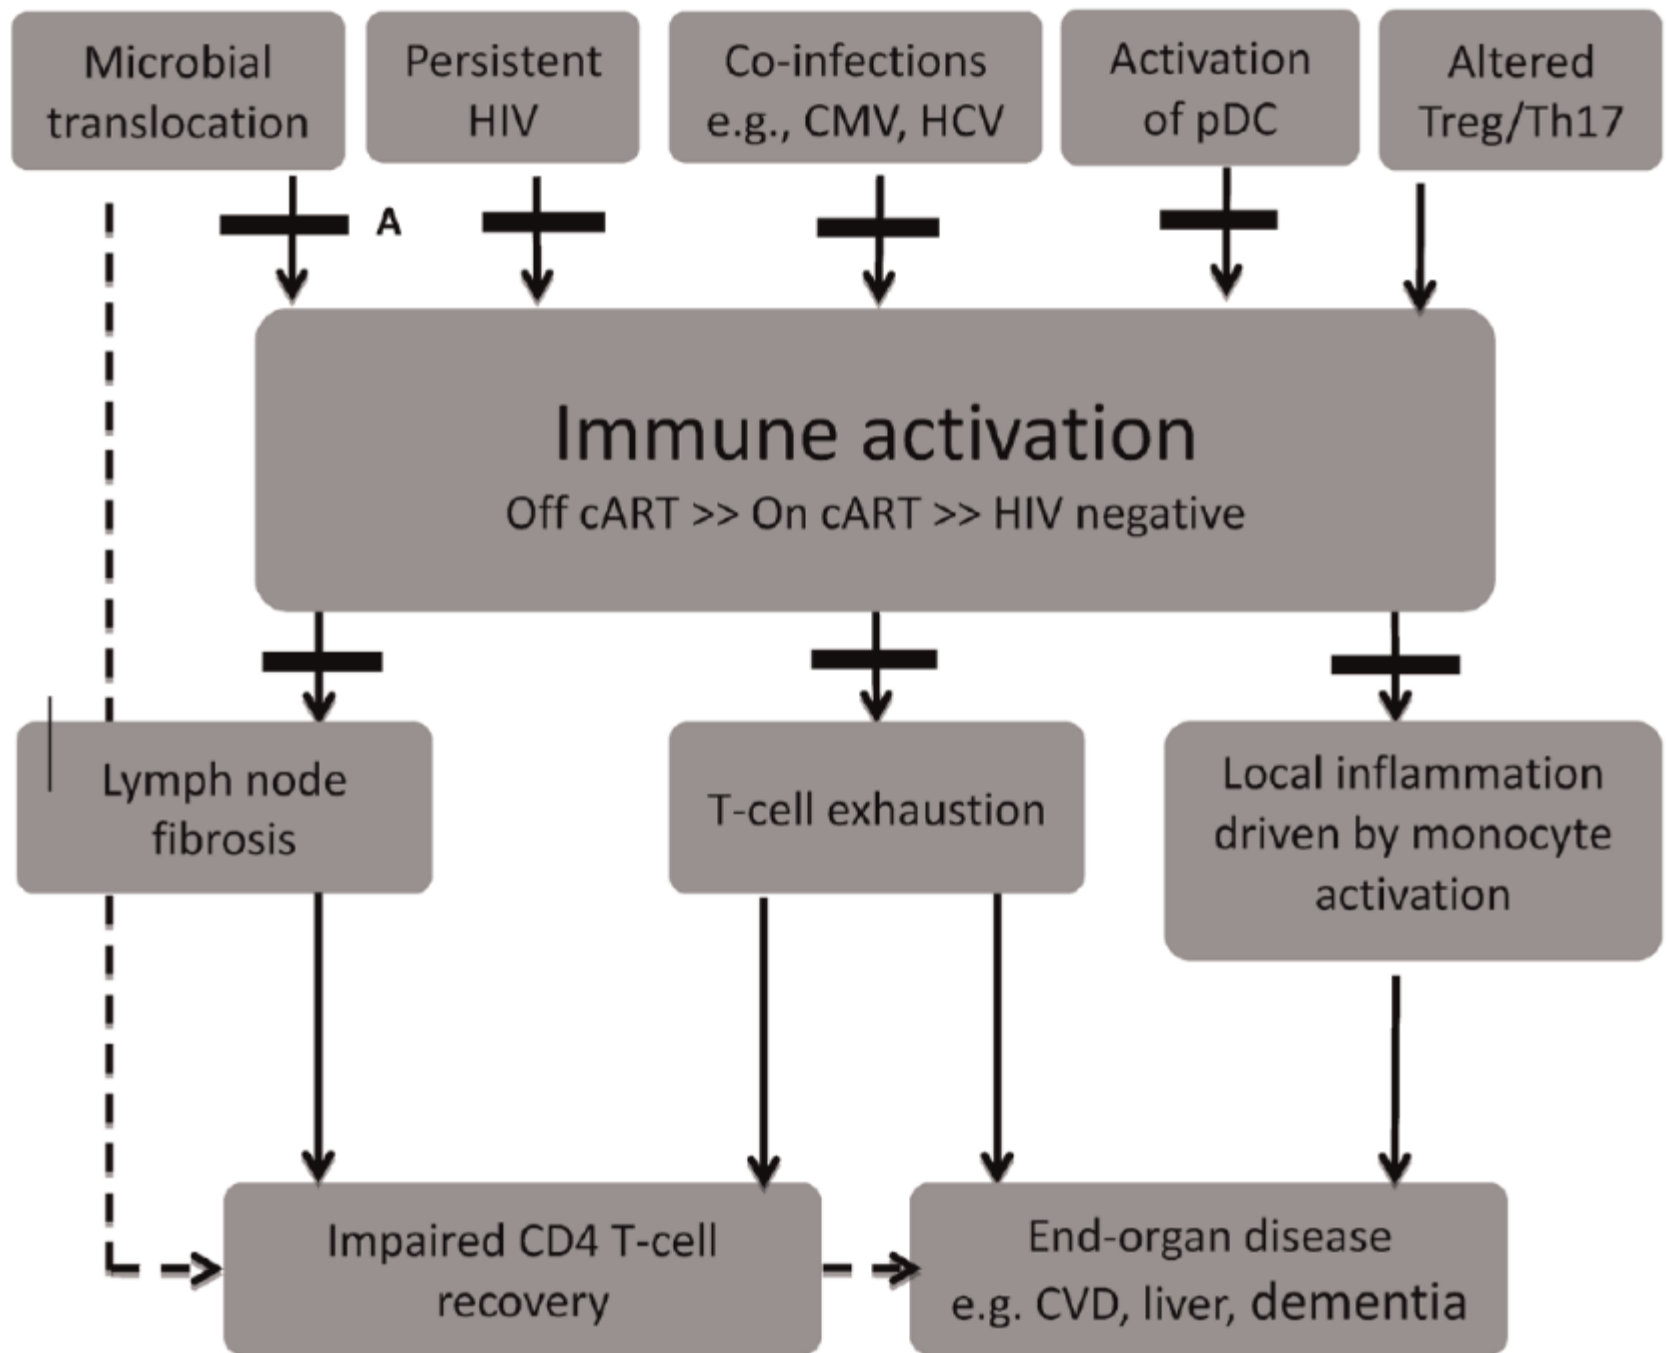 Microbial
translocation
Persistent
HIV
Co-infections
e.g., CMV, HCV
Activation
of pDC
Altered
Treg/Th17
A
Immune activation
Off cART >> On cART >> HIV negative
Lymph node
fibrosis
T-cell exhaustion
Local inflammation
driven by monocyte
activation
Impaired CD4 T-cell
recovery
End-organ disease
e.g. CVD, liver, dementia